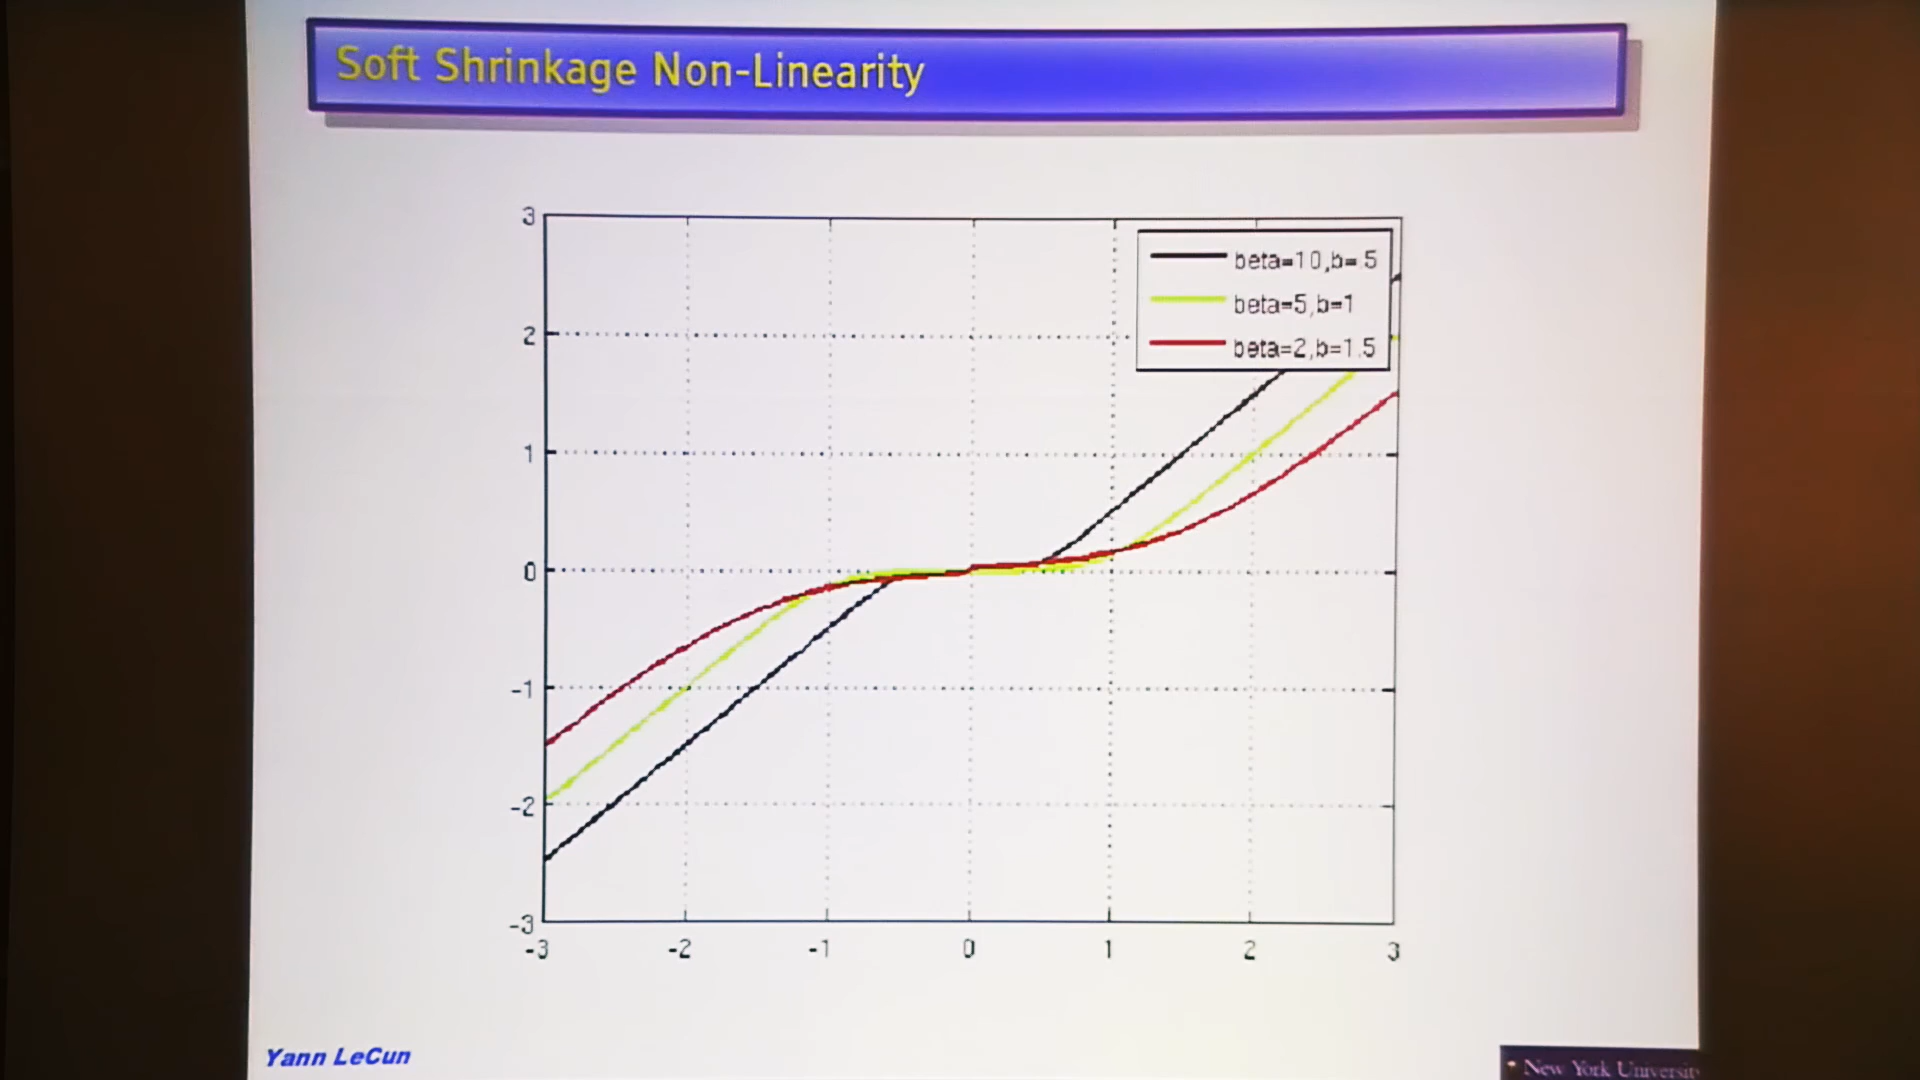 Soft Shrinkage Non-Linearity
3
beta=10,b=.5
beta=5,b=1
2
beta=2,b=1.5
1
0
-1
-2
-3
-3 -2 -1 0 1 2 3
Yann LeCun
New York